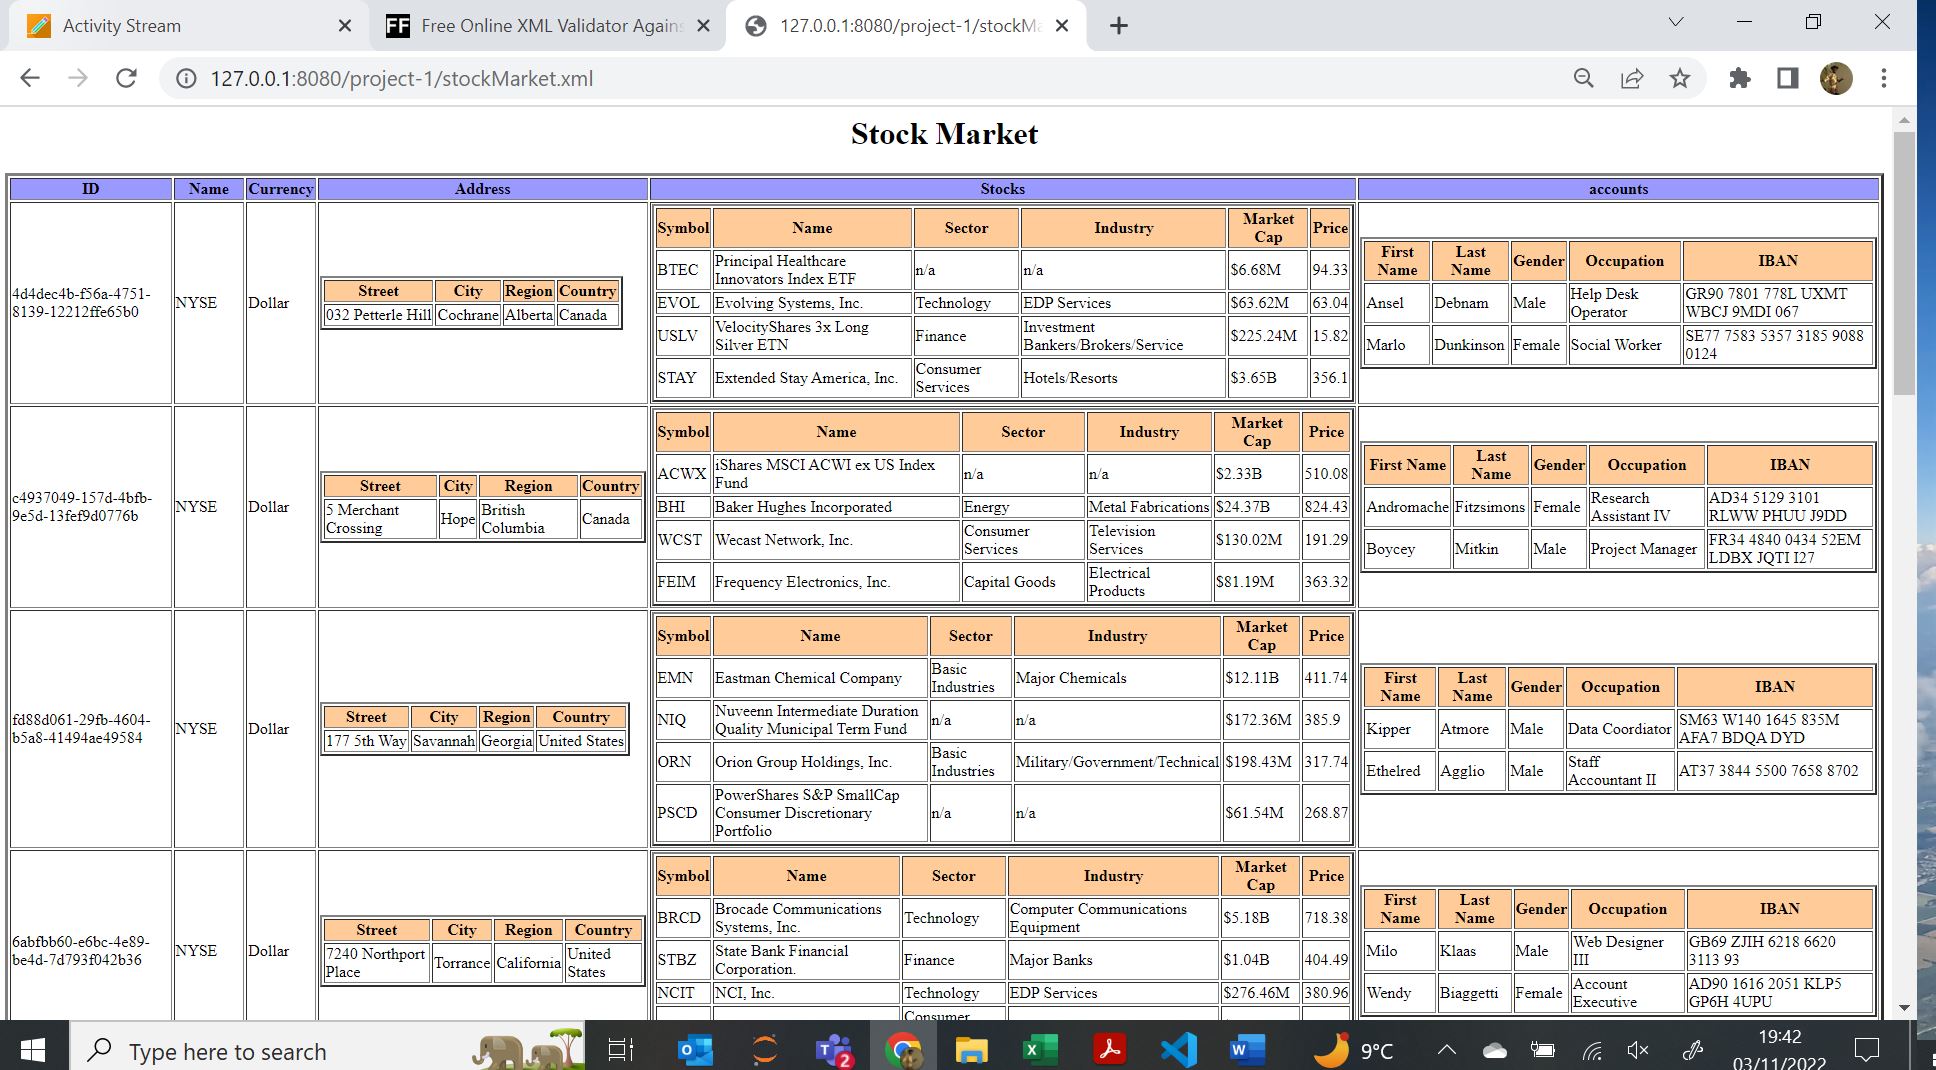 Activity Stream
FF Free Online XML Validator Agains
127.0.0.1:8080/project-1/stockMa
127.0.0.1:8080/project-1/stockMarket.xml
Stock Market
ID Name Currency Address Stocks accounts
4d4dec4b-f56a-4751-
8139-12212ffe65b0
NYSE
Dollar
Street City Region Country
032 Petterle Hill Cochrane Alberta Canada
Symbol Name Sector Industry Market Cap Price
BTEC Principal Healthcare Innovators Index ETF n/a n/a $6.68M 94.33
EVOL Evolving Systems, Inc. Technology EDP Services $63.62M 63.04
USLV VelocityShares 3x Long Silver ETN Finance Investment Bankers/Brokers/Service $225.24M 15.82
STAY Extended Stay America, Inc. Consumer Services Hotels/Resorts $3.65B 356.1
First Name Last Name Gender Occupation IBAN
Ansel Debnam Male Help Desk Operator GR90 7801 778L UXMT WBCJ 9MDI 067
Marlo Dunkinson Female Social Worker SE77 7583 5357 3185 9088 0124
c4937049-157d-4bfb-
9e5d-13fef9d0776b
NYSE
Dollar
Street City Region Country
5 Merchant Crossing Hope British Columbia Canada
Symbol Name Sector Industry Market Cap Price
ACWX iShares MSCI ACWI ex US Index Fund n/a n/a $2.33B 510.08
BHI Baker Hughes Incorporated Energy Metal Fabrications $24.37B 824.43
WCST Wecast Network, Inc. Consumer Services Television Services $130.02M 191.29
FEIM Frequency Electronics, Inc. Capital Goods Electrical Products $81.19M 363.32
First Name Last Name Gender Occupation IBAN
Andromache Fitzsimons Female Research Assistant IV AD34 5129 3101 RLWW PHUU J9DD
Boycey Mitkin Male Project Manager FR34 4840 0434 52EM LDBX JQTI I27
fd88d061-29fb-4604-
b5a8-41494ae49584
NYSE
Dollar
Street City Region Country
177 5th Way Savannah Georgia United States
Symbol Name Sector Industry Market Cap Price
EMN Eastman Chemical Company Basic Industries Major Chemicals $12.11B 411.74
NIQ Nuveenn Intermediate Duration Quality Municipal Term Fund n/a n/a $172.36M 385.9
ORN Orion Group Holdings, Inc. Basic Industries Military/Government/Technical $198.43M 317.74
PSCD PowerShares S&P SmallCap Consumer Discretionary Portfolio n/a n/a $61.54M 268.87
First Name Last Name Gender Occupation IBAN
Kipper Atmore Male Data Coordiator SM63 W140 1645 835M AFA7 BDQA DYD
Ethelred Agglio Male Staff Accountant II AT37 3844 5500 7658 8702
6abfbb60-e6bc-4e89-
be4d-7d793f042b36
NYSE
Dollar
Street City Region Country
7240 Northport Place Torrance California United States
Symbol Name Sector Industry Market Cap Price
BRCD Brocade Communications Systems, Inc. Technology Computer Communications Equipment $5.18B 718.38
STBZ State Bank Financial Corporation. Finance Major Banks $1.04B 404.49
NCIT NCI, Inc. Technology EDP Services $276.46M 380.96
Consumer
First Name Last Name Gender Occupation IBAN
Milo Klaas Male Web Designer III GB69 ZJIH 6218 6620 3113 93
Wendy Biaggetti Female Account Executive AD90 1616 2051 KLP5 GP6H 4UPU
Type here to search
2
9°C
19:42
03/11/2022